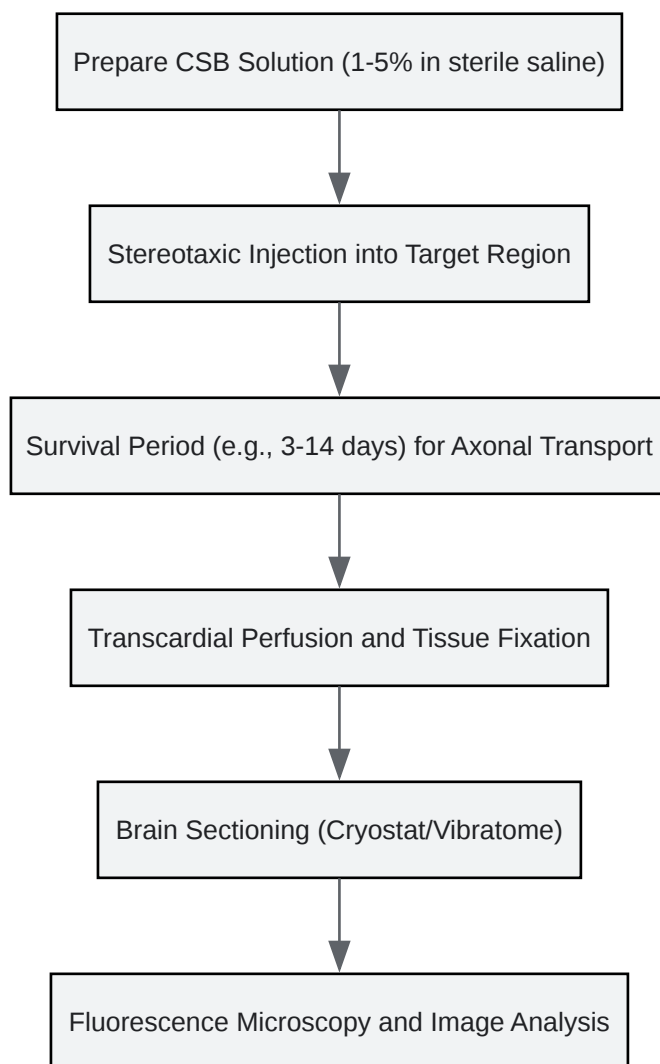 Prepare CSB Solution (1-5% in sterile saline)
Stereotaxic Injection into Target Region
Survival Period (e.g., 3-14 days) for Axonal Transport
Transcardial Perfusion and Tissue Fixation
Brain Sectioning (Cryostat/Vibratome)
Fluorescence Microscopy and Image Analysis